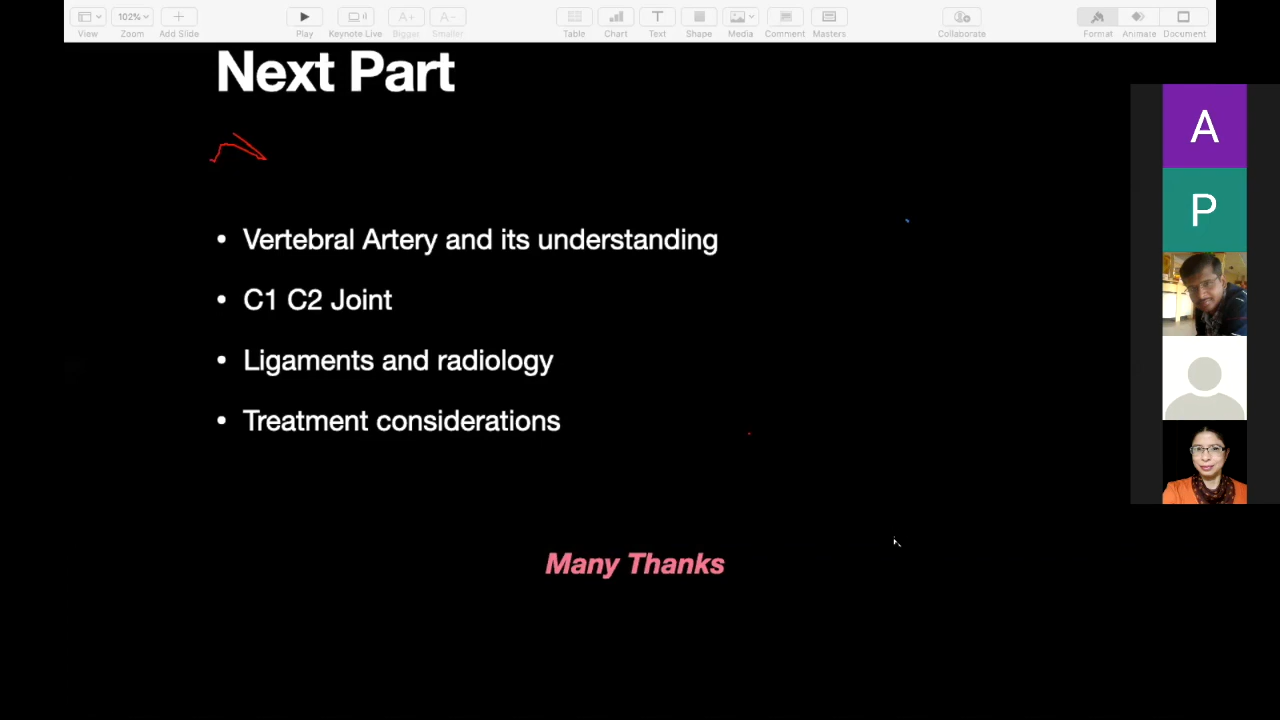 102%
View
Zoom
Add Slide
Play
Keynote Live
A+
Bigger
A-
Smaller
Table
Chart
T
Text
Shape
Media
Comment
Masters
Collaborate
Format
Animate
Document
Next Part
• Vertebral Artery and its understanding
• C1 C2 Joint
• Ligaments and radiology
• Treatment considerations
Many Thanks
A
P